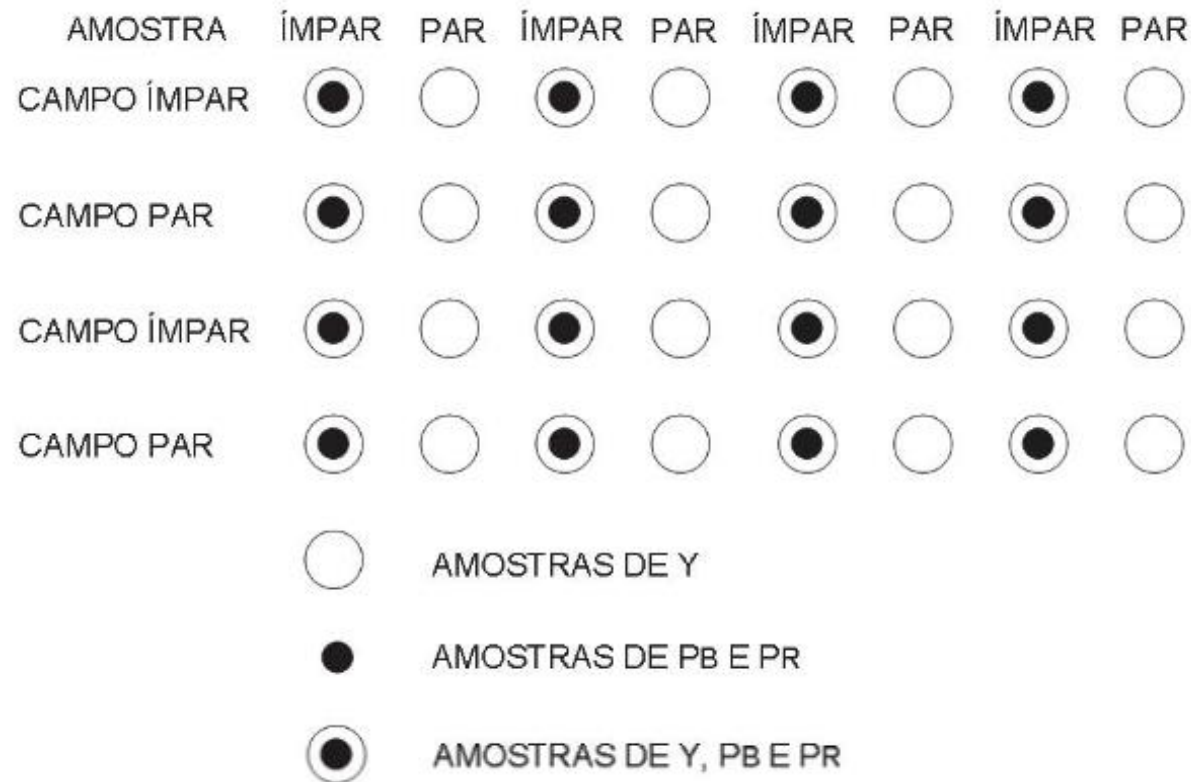 AMOSTRA ÍMPAR PAR ÍMPAR PAR ÍMPAR PAR ÍMPAR PAR
CAMPO ÍMPAR
CAMPO PAR
CAMPO ÍMPAR
CAMPO PAR
AMOSTRAS DE Y
AMOSTRAS DE PB E PR
AMOSTRAS DE Y, PB E PR